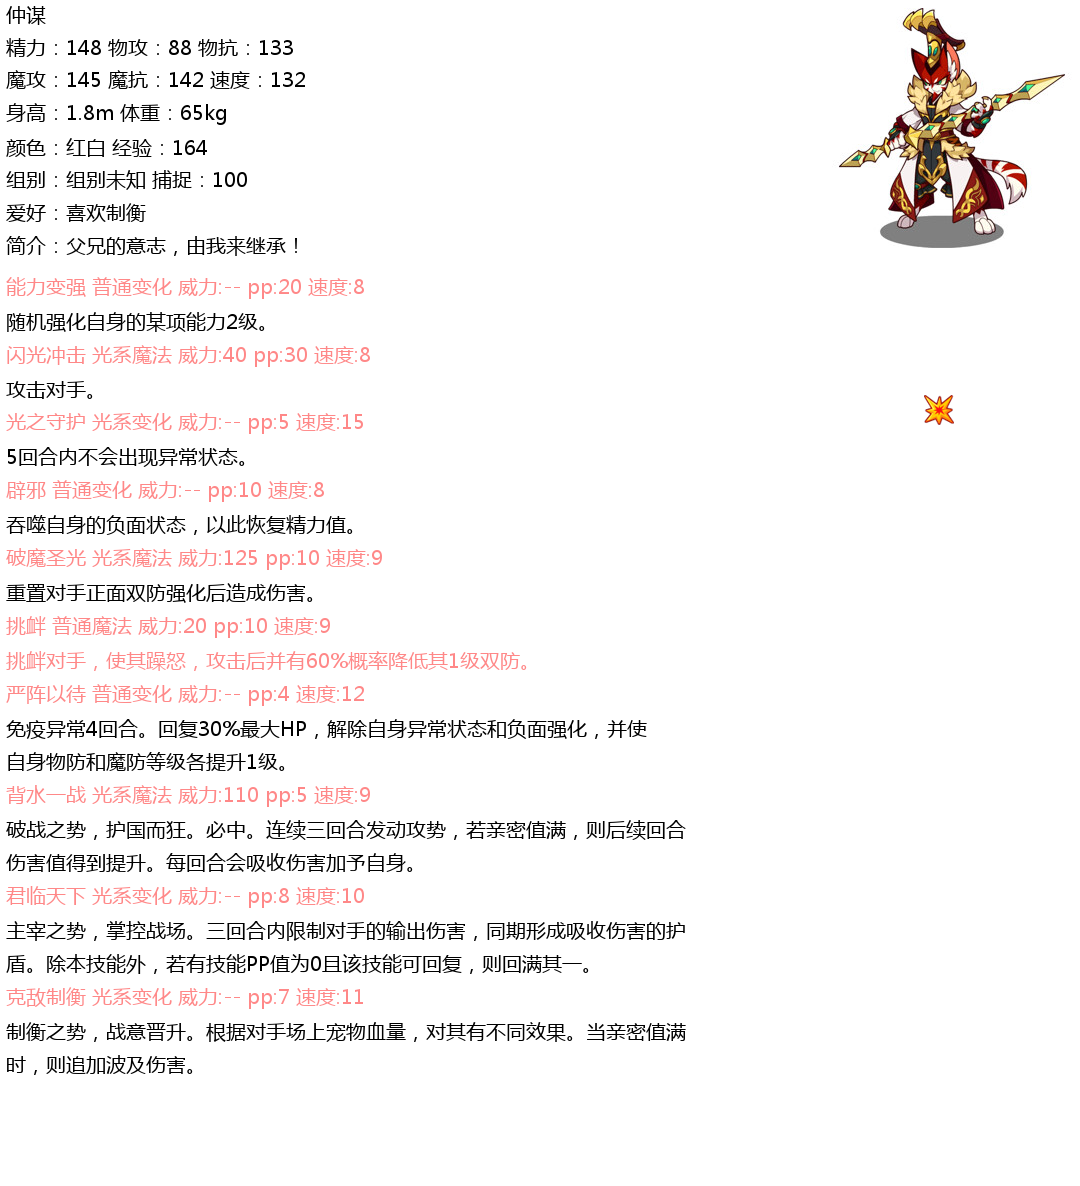 仲谋
精力：148 物攻：88 物抗：133
魔攻：145 魔抗：142 速度：132
身高：1.8m 体重：65kg
颜色：红白 经验：164
组别：组别未知 捕捉：100
爱好：喜欢制衡
简介：父兄的意志，由我来继承！
能力变强 普通变化 威力:-- pp:20 速度:8
随机强化自身的某项能力2级。
闪光冲击 光系魔法 威力:40 pp:30 速度:8
攻击对手。
光之守护 光系变化 威力:-- pp:5 速度:15
5回合内不会出现异常状态。
辟邪 普通变化 威力:-- pp:10 速度:8
吞噬自身的负面状态，以此恢复精力值。
破魔圣光 光系魔法 威力:125 pp:10 速度:9
重置对手正面双防强化后造成伤害。
挑衅 普通魔法 威力:20 pp:10 速度:9
挑衅对手，使其躁怒，攻击后并有60%概率降低其1级双防。
严阵以待 普通变化 威力:-- pp:4 速度:12
免疫异常4回合。回复30%最大HP，解除自身异常状态和负面强化，并使
自身物防和魔防等级各提升1级。
背水一战 光系魔法 威力:110 pp:5 速度:9
破战之势，护国而狂。必中。连续三回合发动攻势，若亲密值满，则后续回合
伤害值得到提升。每回合会吸收伤害加予自身。
君临天下 光系变化 威力:-- pp:8 速度:10
主宰之势，掌控战场。三回合内限制对手的输出伤害，同期形成吸收伤害的护
盾。除本技能外，若有技能PP值为0且该技能可回复，则回满其一。
克敌制衡 光系变化 威力:-- pp:7 速度:11
制衡之势，战意晋升。根据对手场上宠物血量，对其有不同效果。当亲密值满
时，则追加波及伤害。